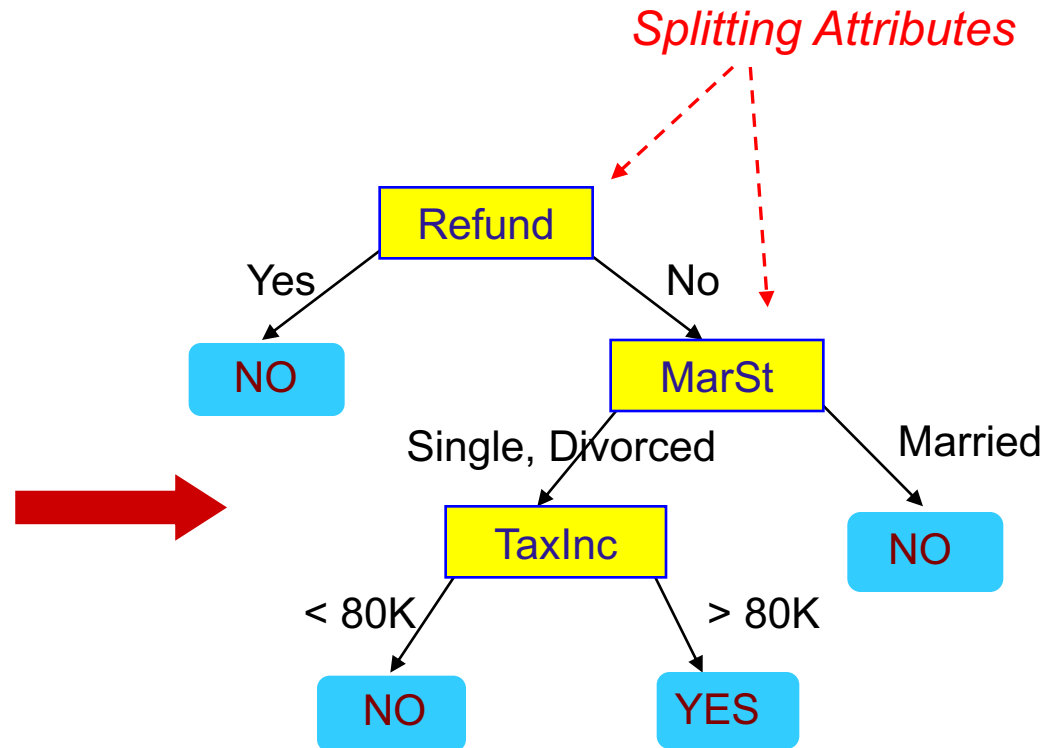 Splitting Attributes
Refund
Yes
No
NO
MarSt
Single, Divorced
Married
TaxInc
NO
< 80K
> 80K
NO
YES